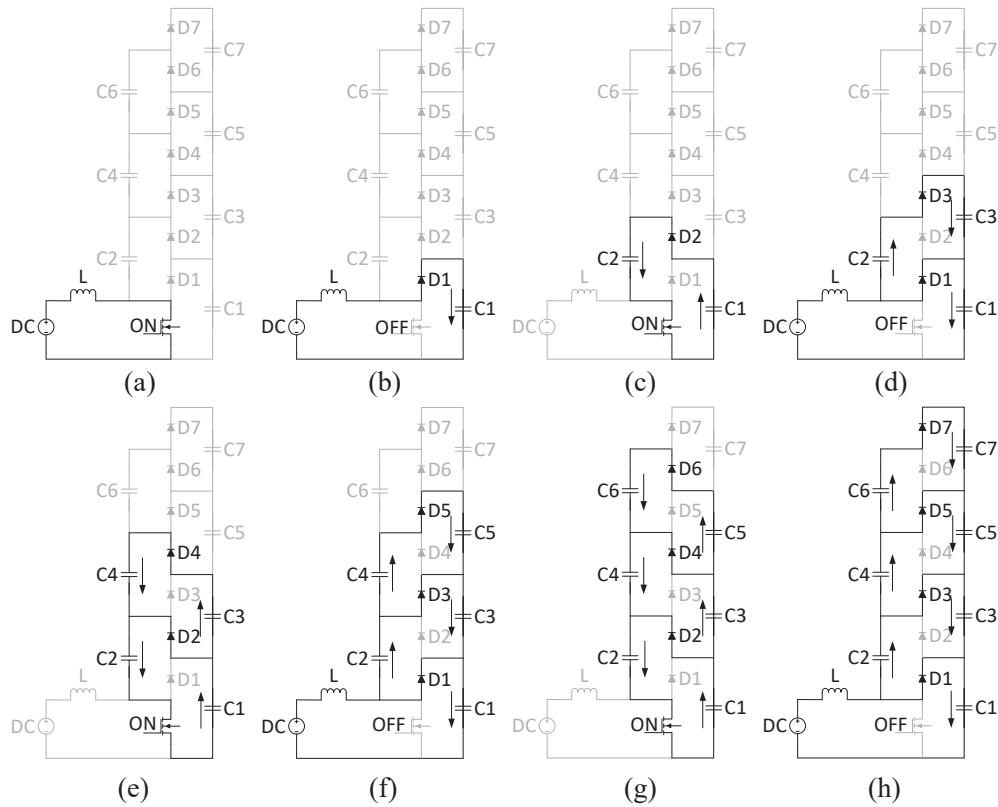 D7 C7 D6 C6 D5 C5 D4 C4 D3 C3 D2 C2 L D1 C1 DC ON
(a)
D7 C7 D6 C6 D5 C5 D4 C4 D3 C3 D2 C2 L D1 C1 DC OFF
(b)
D7 C7 D6 C6 D5 C5 D4 C4 D3 C3 D2 C2 L D1 C1 DC ON
(c)
D7 C7 D6 C6 D5 C5 D4 C4 D3 C3 D2 C2 L D1 C1 DC OFF
(d)
D7 C7 D6 C6 D5 C5 D4 C4 D3 C3 D2 C2 L D1 C1 DC ON
(e)
D7 C7 D6 C6 D5 C5 D4 C4 D3 C3 D2 C2 L D1 C1 DC OFF
(f)
D7 C7 D6 C6 D5 C5 D4 C4 D3 C3 D2 C2 L D1 C1 DC ON
(g)
D7 C7 D6 C6 D5 C5 D4 C4 D3 C3 D2 C2 L D1 C1 DC OFF
(h)